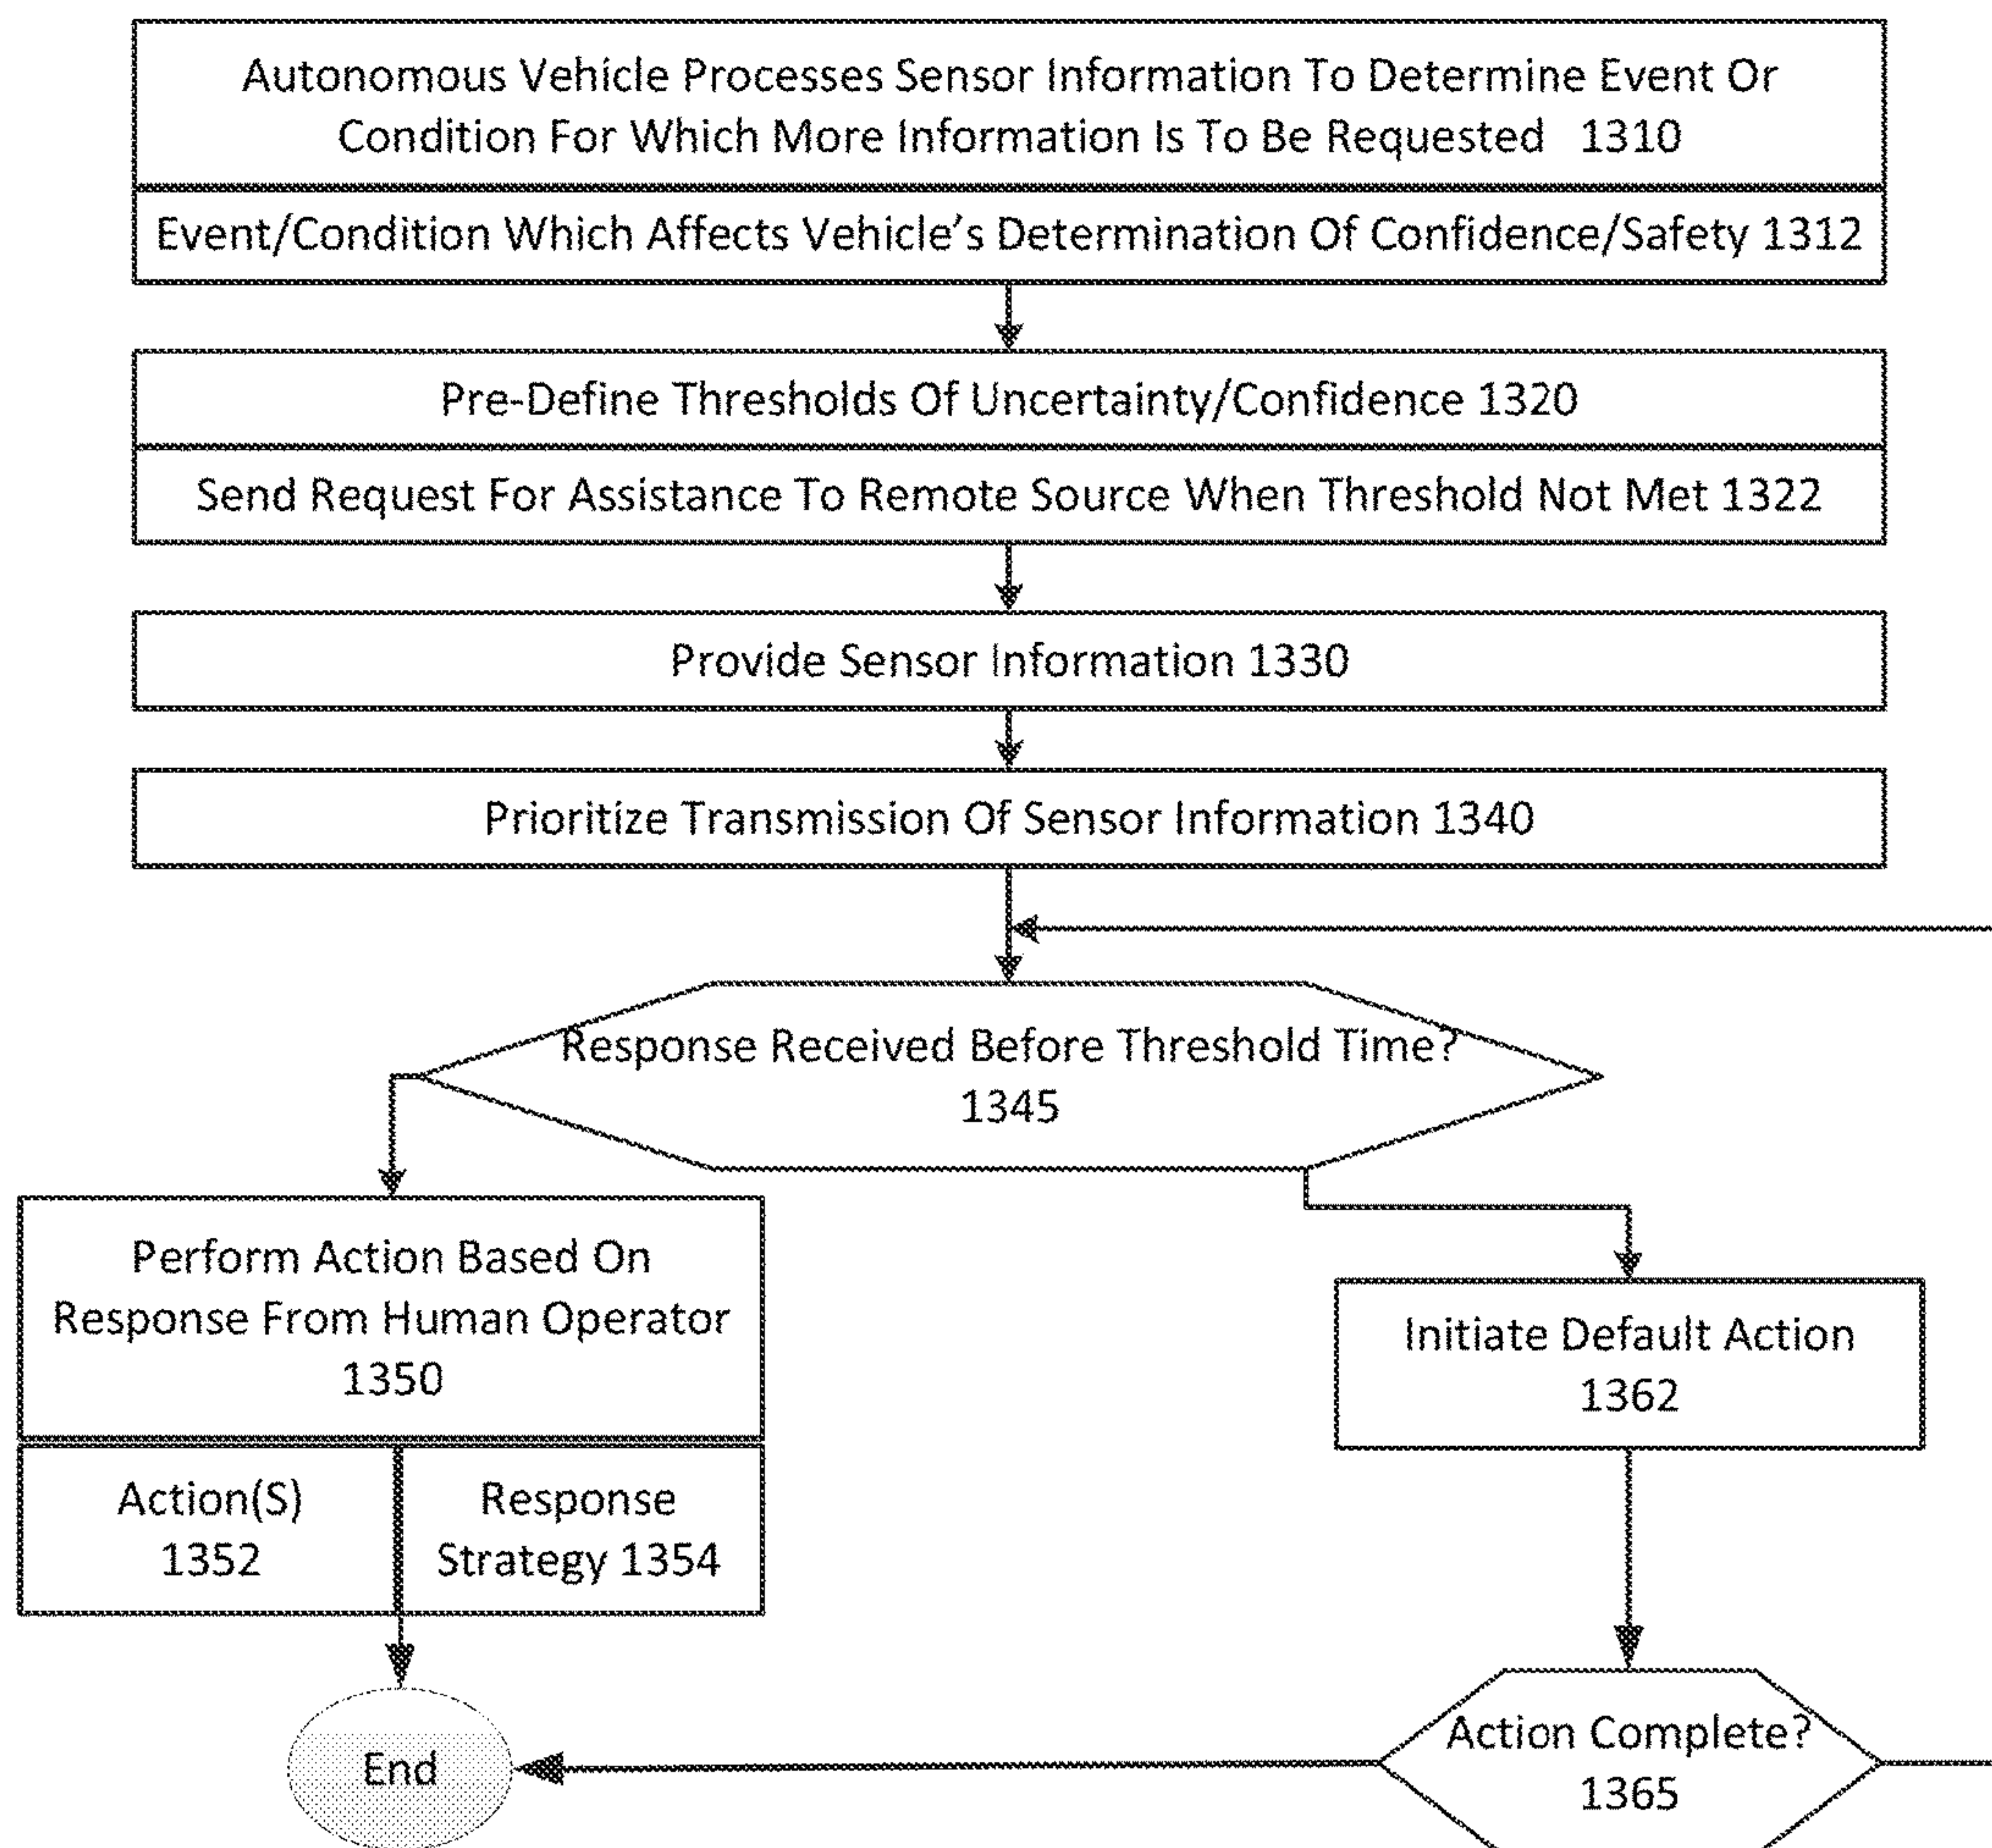 Autonomous Vehicle Processes Sensor Information To Determine Event Or
Condition For Which More Information Is To Be Requested 1310
Event/Condition Which Affects Vehicle's Determination Of Confidence/Safety 1312
Pre-Define Thresholds Of Uncertainty/Confidence 1320
Send Request For Assistance To Remote Source When Threshold Not Met 1322
Provide Sensor Information 1330
Prioritize Transmission Of Sensor Information 1340
Response Received Before Threshold Time?
1345
Perform Action Based On
Response From Human Operator
1350
Action(S)
1352
Response
Strategy 1354
Initiate Default Action
1362
End
Action Complete?
1365